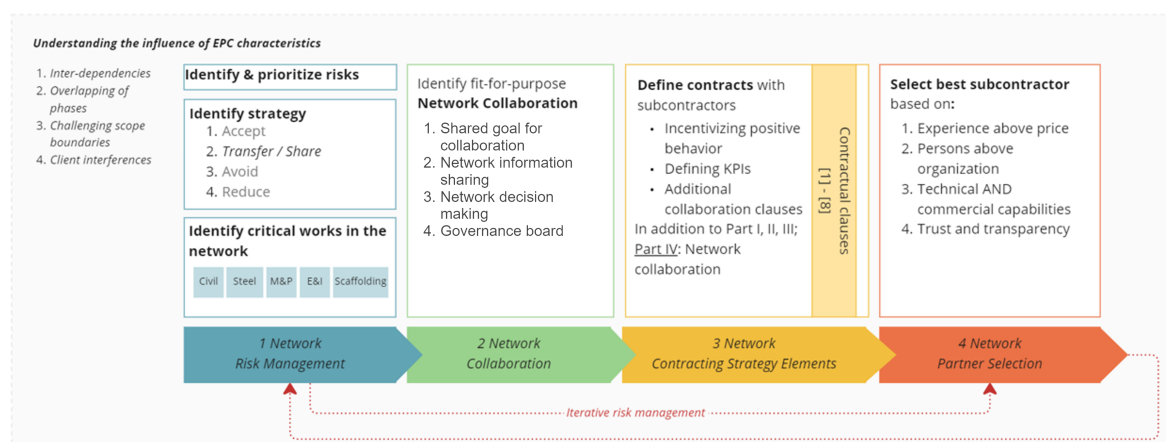 Understanding the influence of EPC characteristics
1. Inter-dependencies
2. Overlapping of
phases
3. Challenging scope
boundaries
4. Client interferences
Identify & prioritize risks
Identify strategy
1. Accept
2. Transfer / Share
3. Avoid
4. Reduce
Identify critical works in the
network
Civil
Steel
M&P
E&I
Scaffolding
Identify fit-for-purpose
Network Collaboration
1. Shared goal for
collaboration
2. Network information
sharing
3. Network decision
making
4. Governance board
Define contracts with
subcontractors
• Incentivizing positive
behavior
• Defining KPIs
• Additional
collaboration clauses
In addition to Part I, II, III;
Part IV: Network
collaboration
Contractual clauses
[1] - [8]
Select best subcontractor
based on:
1. Experience above price
2. Persons above
organization
3. Technical AND
commercial capabilities
4. Trust and transparency
1 Network
Risk Management
2 Network
Collaboration
3 Network
Contracting Strategy Elements
4 Network
Partner Selection
Iterative risk management